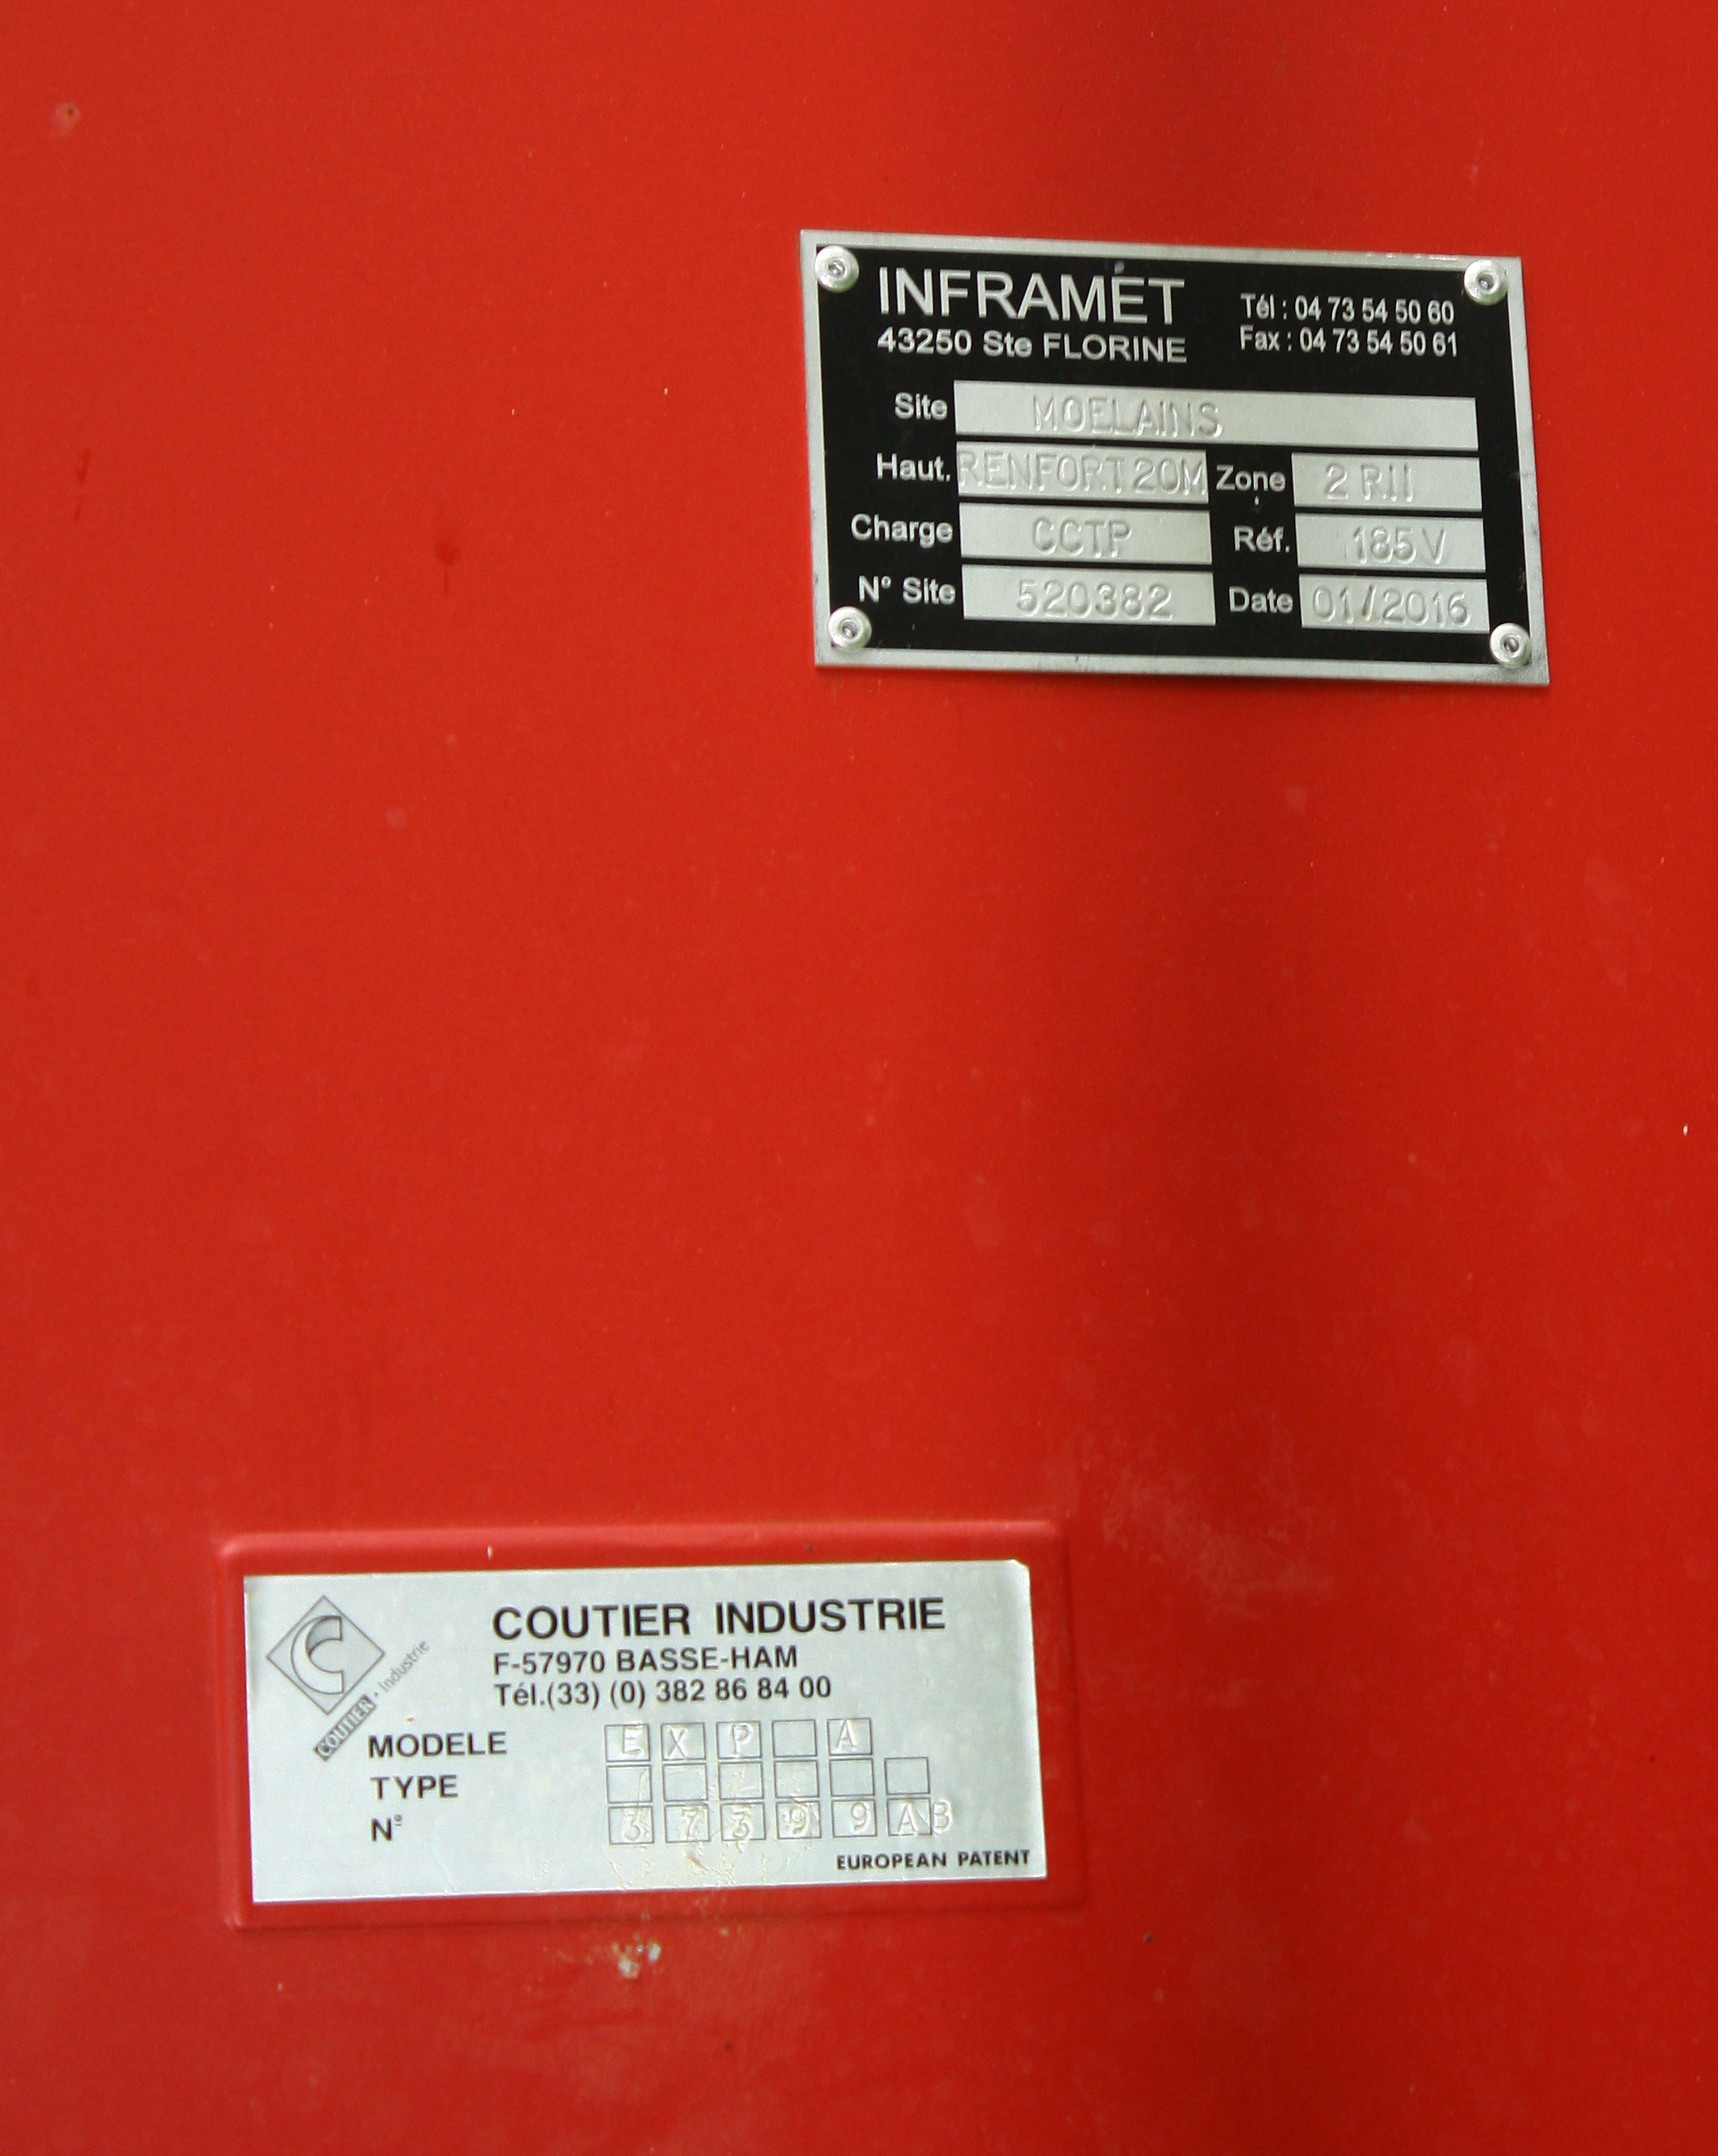 INFRAMET
43250 Ste FLORINE
Tél : 04 73 54 50 60
Fax : 04 73 54 50 61
Site MOELAINS
Haut. RENFORT 20M Zone 2 RII
Charge CCTP Réf. 185V
N° Site 520382 Date 01/2016
COUTIER INDUSTRIE
F-57970 BASSE-HAM
Tél.(33) (0) 382 86 84 00
COUTIER • industrie
MODELE E X P A
TYPE
N° 3 7 3 9 9 A B
EUROPEAN PATENT